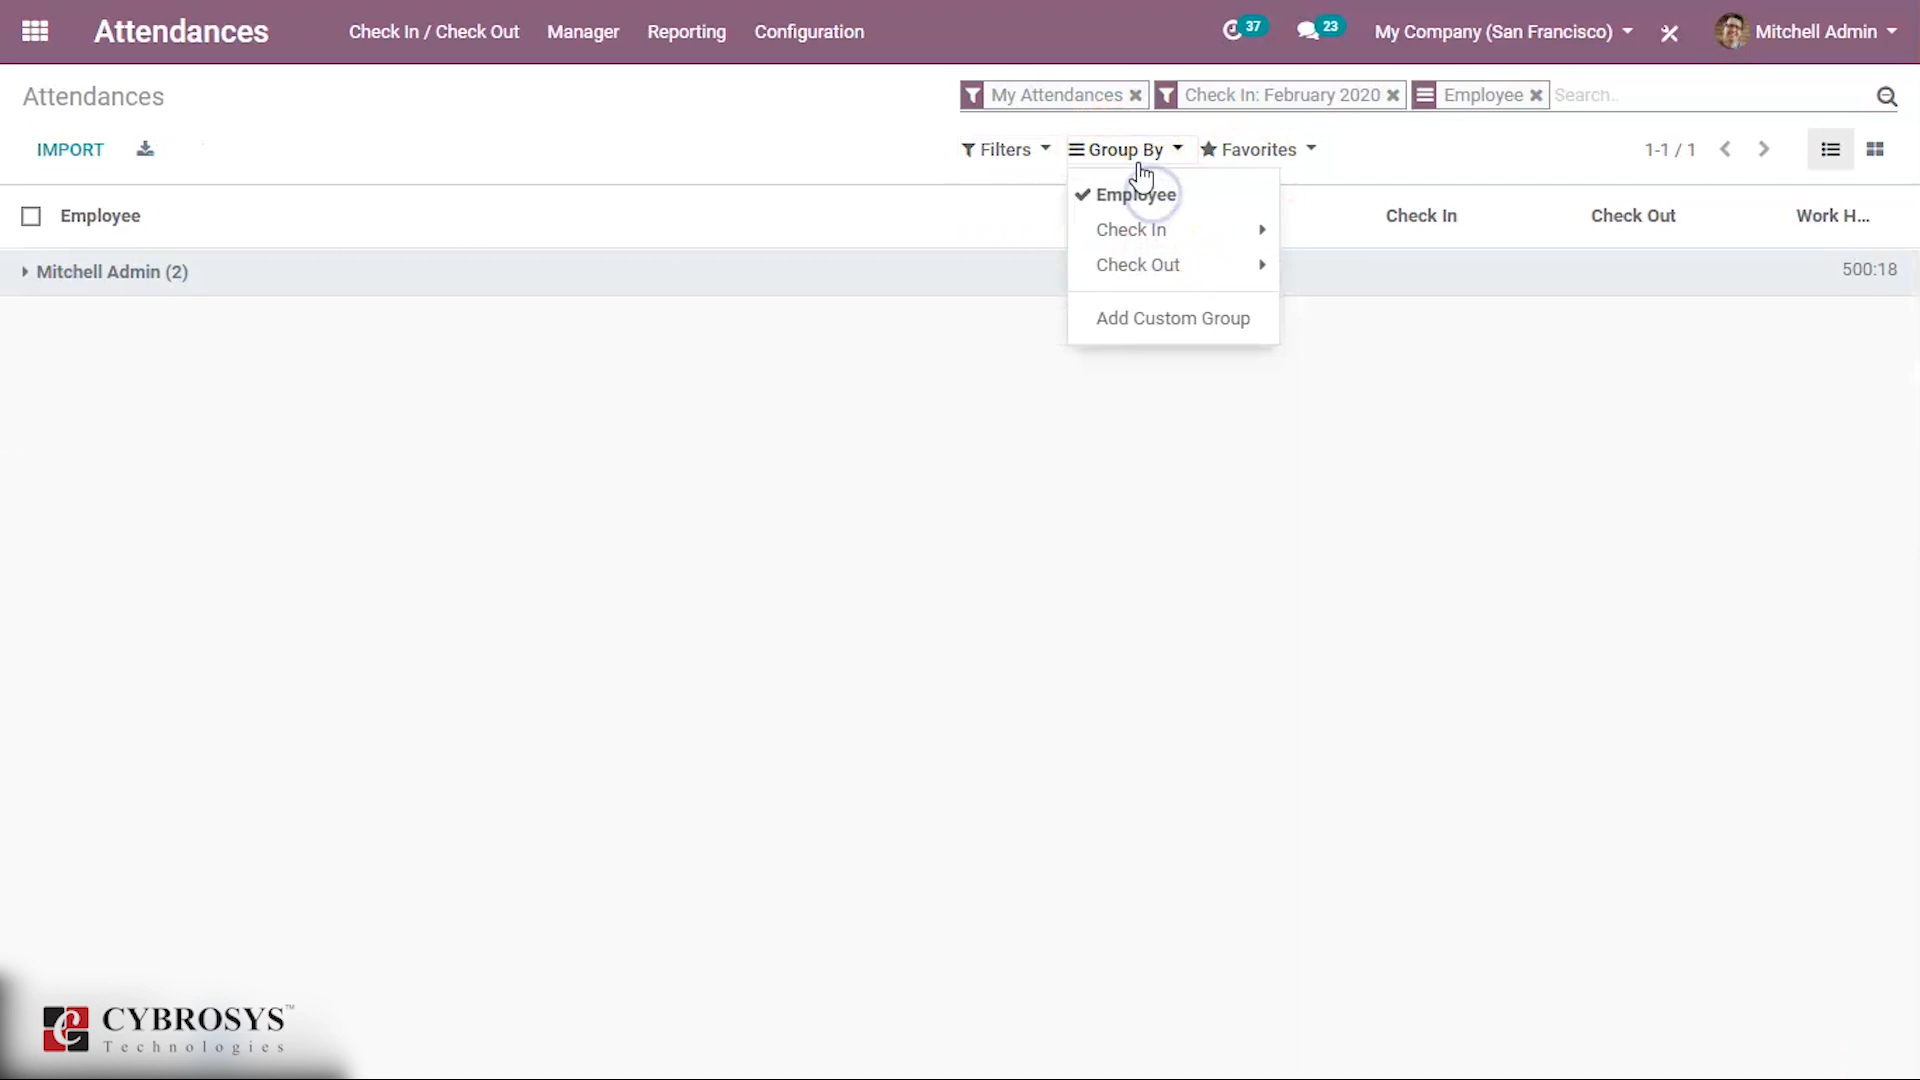 Attendances
Check In / Check Out
Manager
Reporting
Configuration
37
23
My Company (San Francisco)
Mitchell Admin
Attendances
My Attendances
Check In: February 2020
Employee
Search..
IMPORT
Filters
Group By
Favorites
1-1 / 1
Employee
Check In
Check Out
Add Custom Group
Employee
Check In
Check Out
Work H...
Mitchell Admin (2)
500:18
CYBROSYS™
Technologies